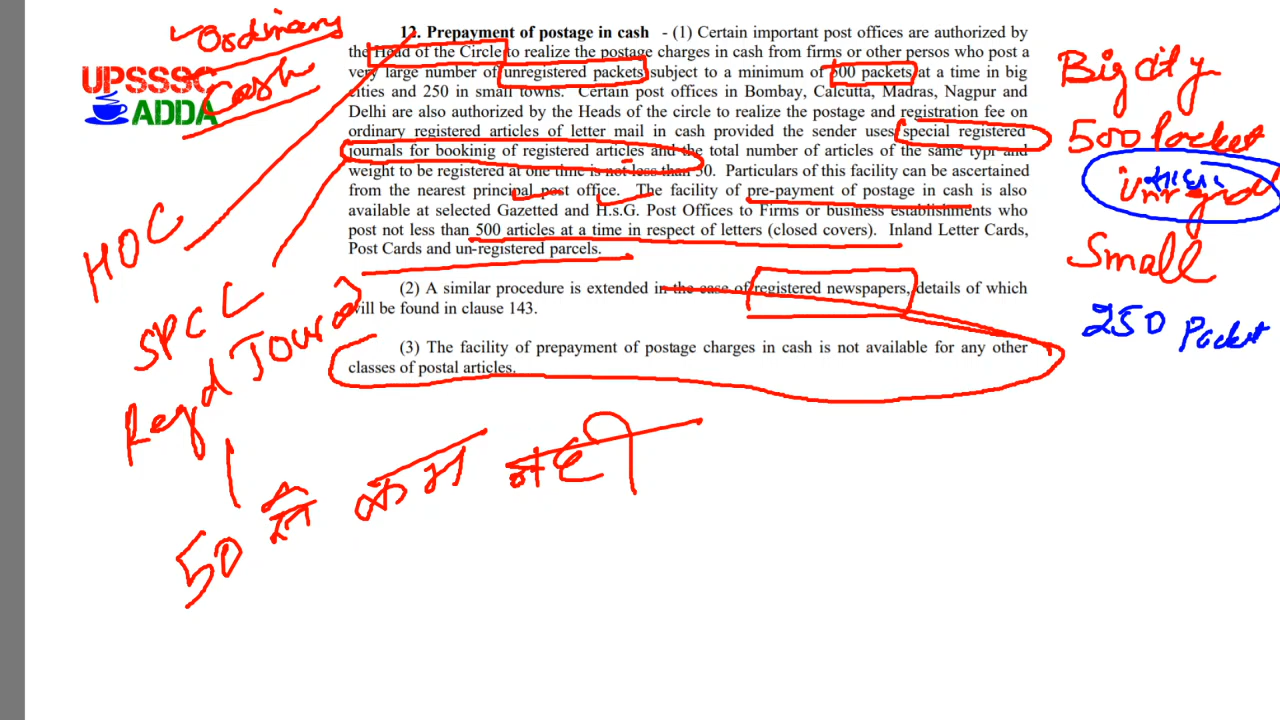 Ordinary
Cash
UPSSSC
ADDA
12. Prepayment of postage in cash - (1) Certain important post offices are authorized by
the Head of the Circle to realize the postage charges in cash from firms or other persos who post a
very large number of unregistered packets subject to a minimum of 500 packets at a time in big
cities and 250 in small towns. Certain post offices in Bombay, Calcutta, Madras, Nagpur and
Delhi are also authorized by the Heads of the circle to realize the postage and registration fee on
ordinary registered articles of letter mail in cash provided the sender uses special registered
journals for bookinig of registered articles and the total number of articles of the same typr and
weight to be registered at one time is not less than 50. Particulars of this facility can be ascertained
from the nearest principal post office. The facility of pre-payment of postage in cash is also
available at selected Gazetted and H.s.G. Post Offices to Firms or business establishments who
post not less than 500 articles at a time in respect of letters (closed covers). Inland Letter Cards,
Post Cards and un-registered parcels.
(2) A similar procedure is extended in the case of registered newspapers, details of which
will be found in clause 143.
(3) The facility of prepayment of postage charges in cash is not available for any other
classes of postal articles.
Big city
500 Packet
Small
250 Packet
HOC
SPCL
Regd Journal
50 से कम नही